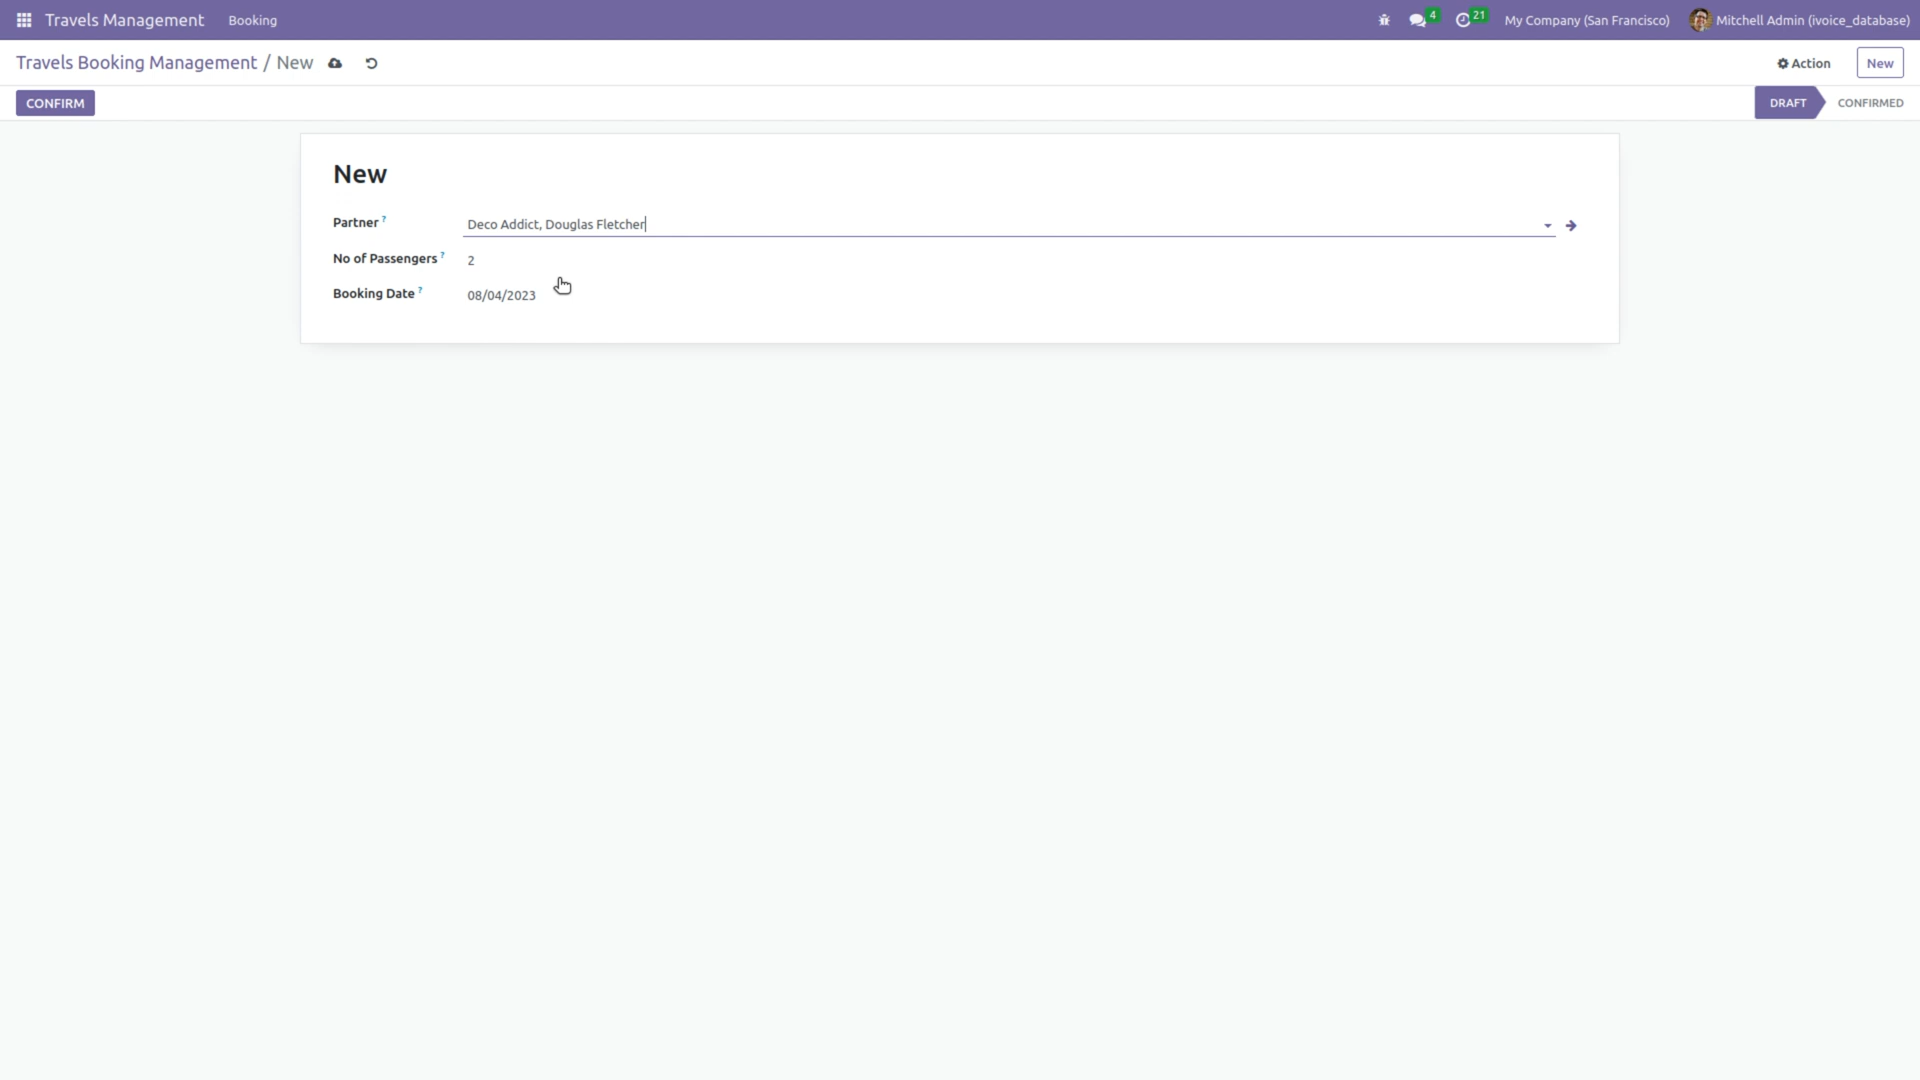 Travels Management Booking 4 21 My Company (San Francisco) Mitchell Admin (ivoice_database)
Travels Booking Management / New Action New
CONFIRM DRAFT CONFIRMED
New
Partner ? Deco Addict, Douglas Fletcher
No of Passengers ? 2
Booking Date ? 08/04/2023